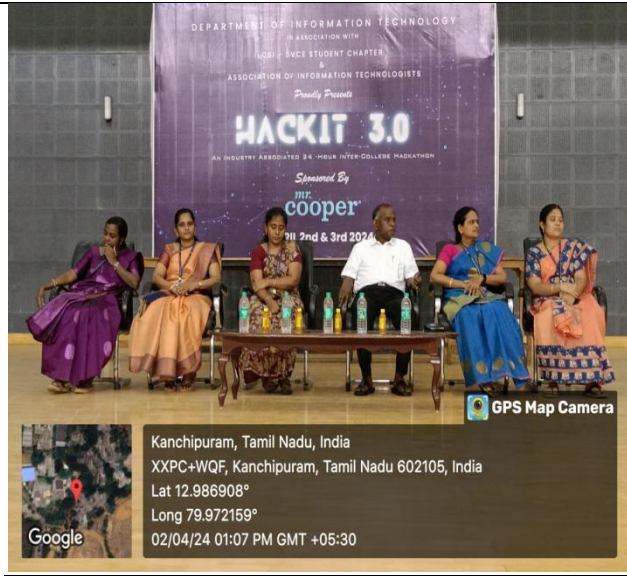 DEPARTMENT OF INFORMATION TECHNOLOGY
IN ASSOCIATION WITH
SVCE STUDENT CHAPTER
&
ASSOCIATION OF INFORMATION TECHNOLOGISTS
Proudly Presents
HACKIT 3.0
AN INDUSTRY ASSOCIATED 24 -HOUR INTER-COLLEGE HACKATHON
Sponsored By
mr.
cooper
2nd & 3rd 2024
GPS Map Camera
Kanchipuram, Tamil Nadu, India
XXPC+WQF, Kanchipuram, Tamil Nadu 602105, India
Lat 12.986908°
Long 79.972159°
02/04/24 01:07 PM GMT +05:30
Google